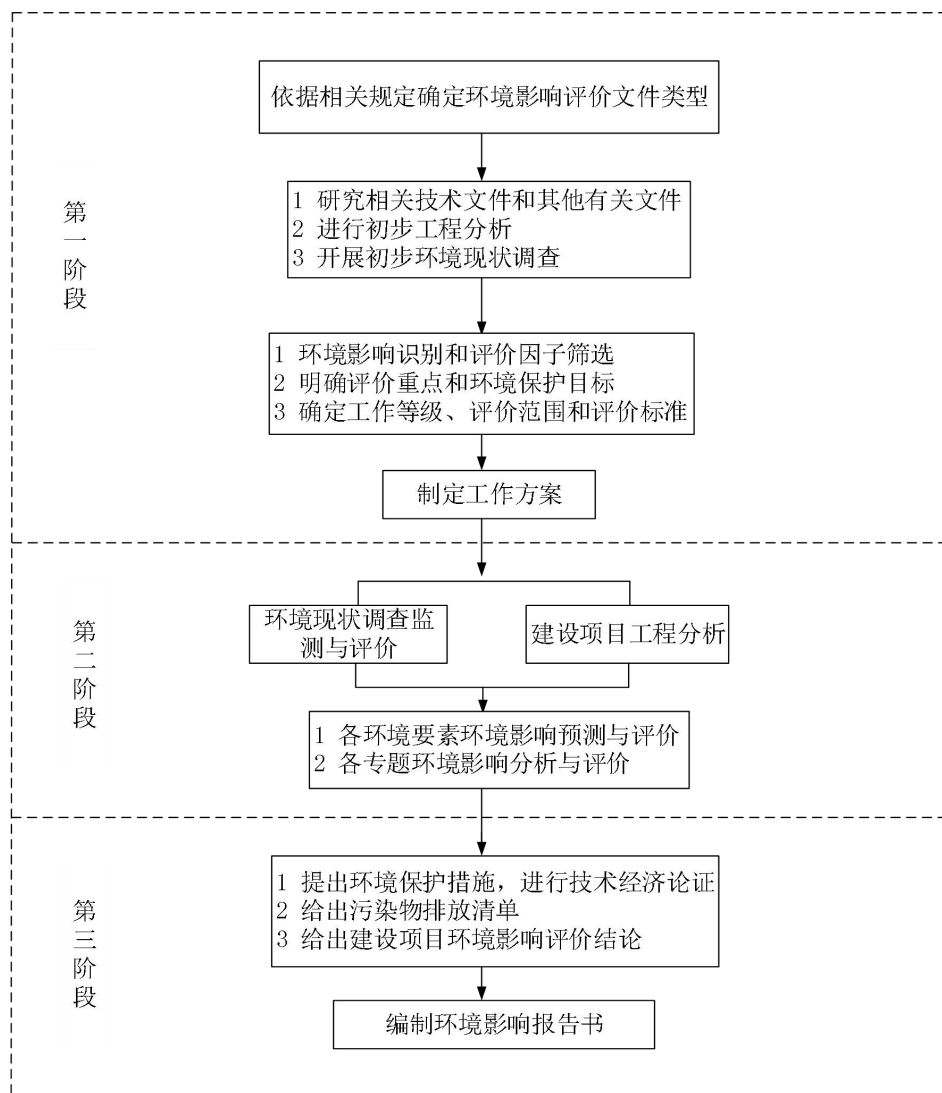 依据相关规定确定环境影响评价文件类型
第一阶段
1 研究相关技术文件和其他有关文件
2 进行初步工程分析
3 开展初步环境现状调查
1 环境影响识别和评价因子筛选
2 明确评价重点和环境保护目标
3 确定工作等级、评价范围和评价标准
制定工作方案
第二阶段
环境现状调查监
测与评价
建设项目工程分析
1 各环境要素环境影响预测与评价
2 各专题环境影响分析与评价
第三阶段
1 提出环境保护措施，进行技术经济论证
2 给出污染物排放清单
3 给出建设项目环境影响评价结论
编制环境影响报告书